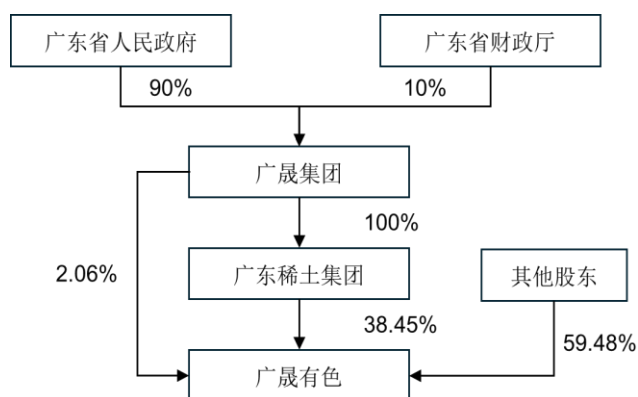 广东省人民政府
广东省财政厅
90%
10%
广晟集团
100%
2.06%
广东稀土集团
其他股东
38.45%
59.48%
广晟有色